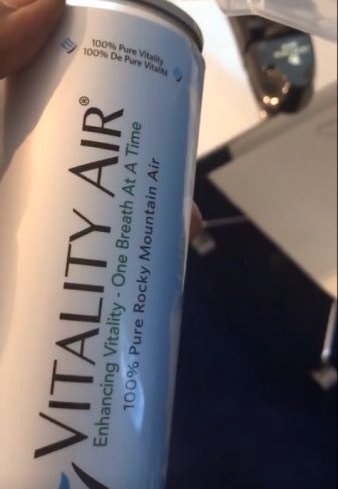 100% Pure Vitality
100% De Pure Vitalité
VITALITY AIR®
Enhancing Vitality - One Breath At A Time
100% Pure Rocky Mountain Air